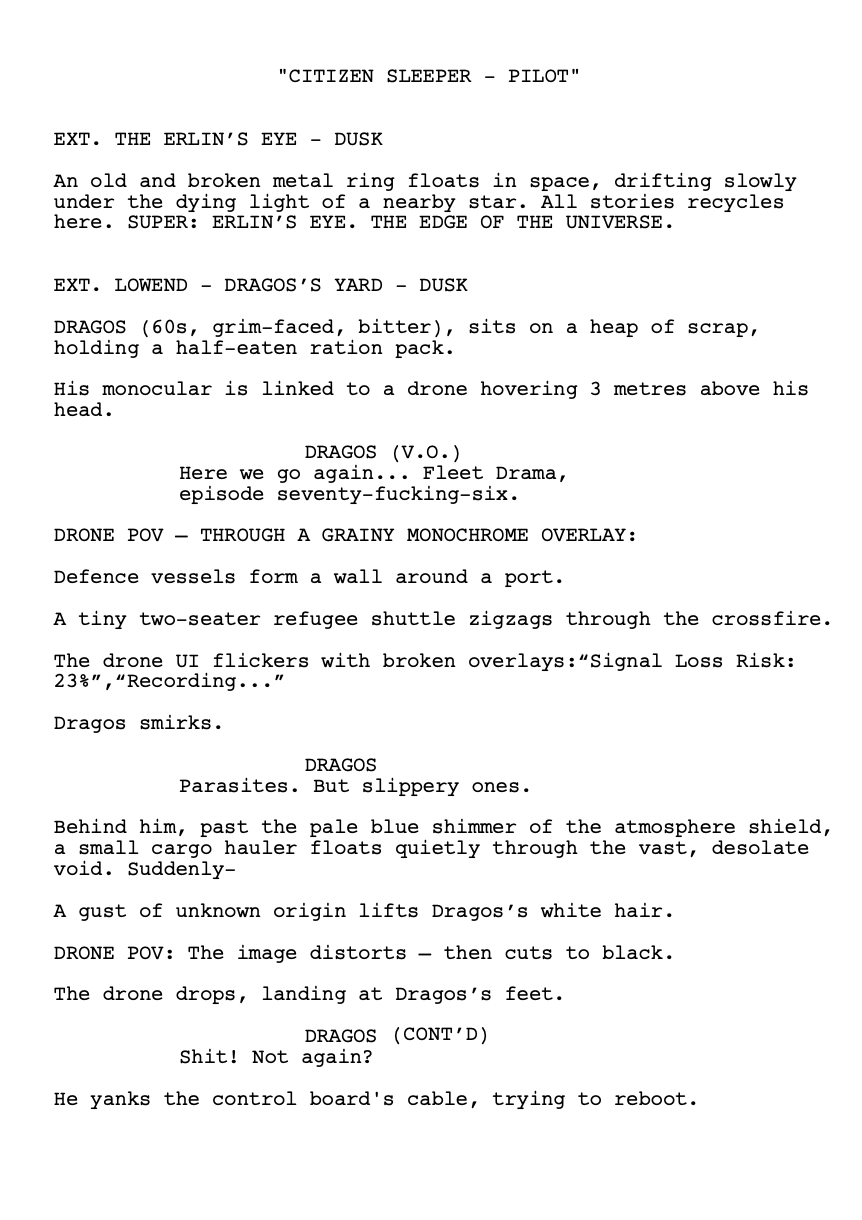 "CITIZEN SLEEPER – PILOT"
EXT. THE ERLIN’S EYE – DUSK
An old and broken metal ring floats in space, drifting slowly
under the dying light of a nearby star. All stories recycles
here. SUPER: ERLIN’S EYE. THE EDGE OF THE UNIVERSE.
EXT. LOWEND – DRAGOS’S YARD – DUSK
DRAGOS (60s, grim-faced, bitter), sits on a heap of scrap,
holding a half-eaten ration pack.
His monocular is linked to a drone hovering 3 metres above his
head.
DRAGOS (V.O.)
Here we go again... Fleet Drama,
episode seventy-fucking-six.
DRONE POV — THROUGH A GRAINY MONOCHROME OVERLAY:
Defence vessels form a wall around a port.
A tiny two-seater refugee shuttle zigzags through the crossfire.
The drone UI flickers with broken overlays:“Signal Loss Risk:
23%”,“Recording...”
Dragos smirks.
DRAGOS
Parasites. But slippery ones.
Behind him, past the pale blue shimmer of the atmosphere shield,
a small cargo hauler floats quietly through the vast, desolate
void. Suddenly–
A gust of unknown origin lifts Dragos’s white hair.
DRONE POV: The image distorts — then cuts to black.
The drone drops, landing at Dragos’s feet.
DRAGOS (CONT’D)
Shit! Not again?
He yanks the control board's cable, trying to reboot.